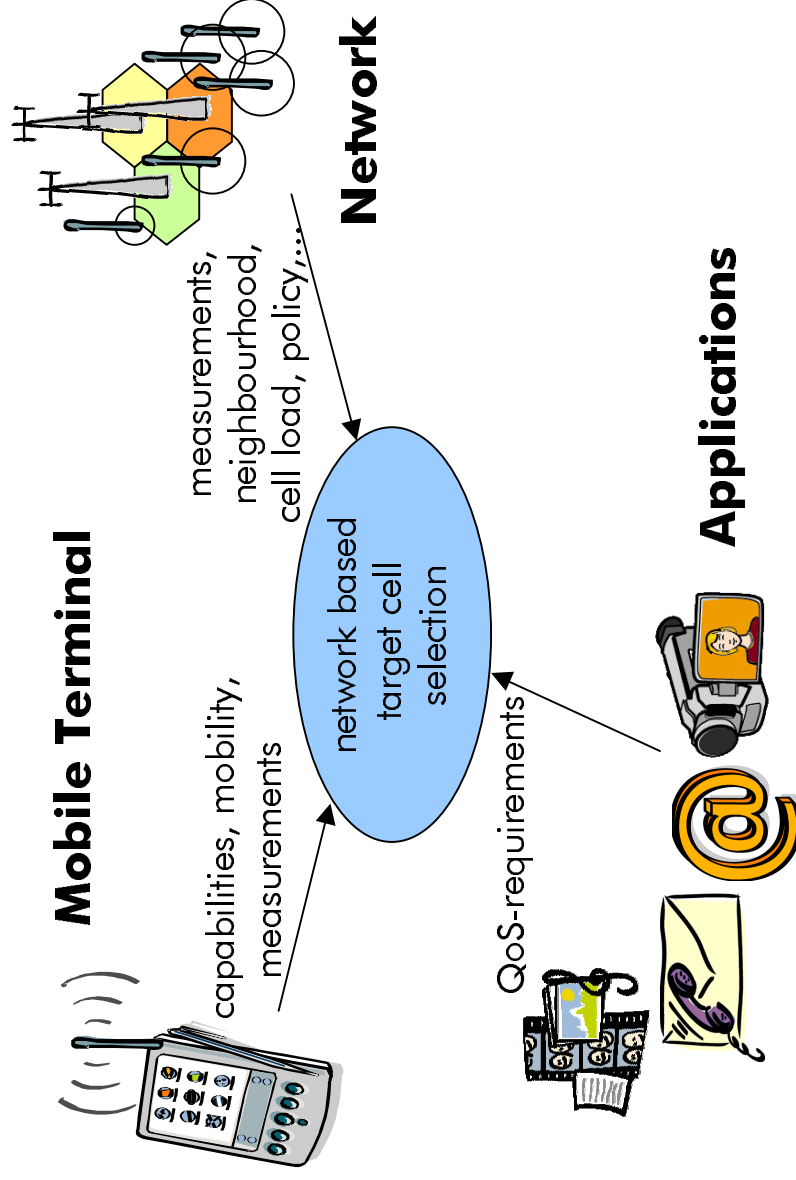 Mobile Terminal
capabilities, mobility,
measurements
measurements,
neighbourhood,
cell load, policy,...
Network
network based
target cell
selection
QoS-requirements
@
Applications